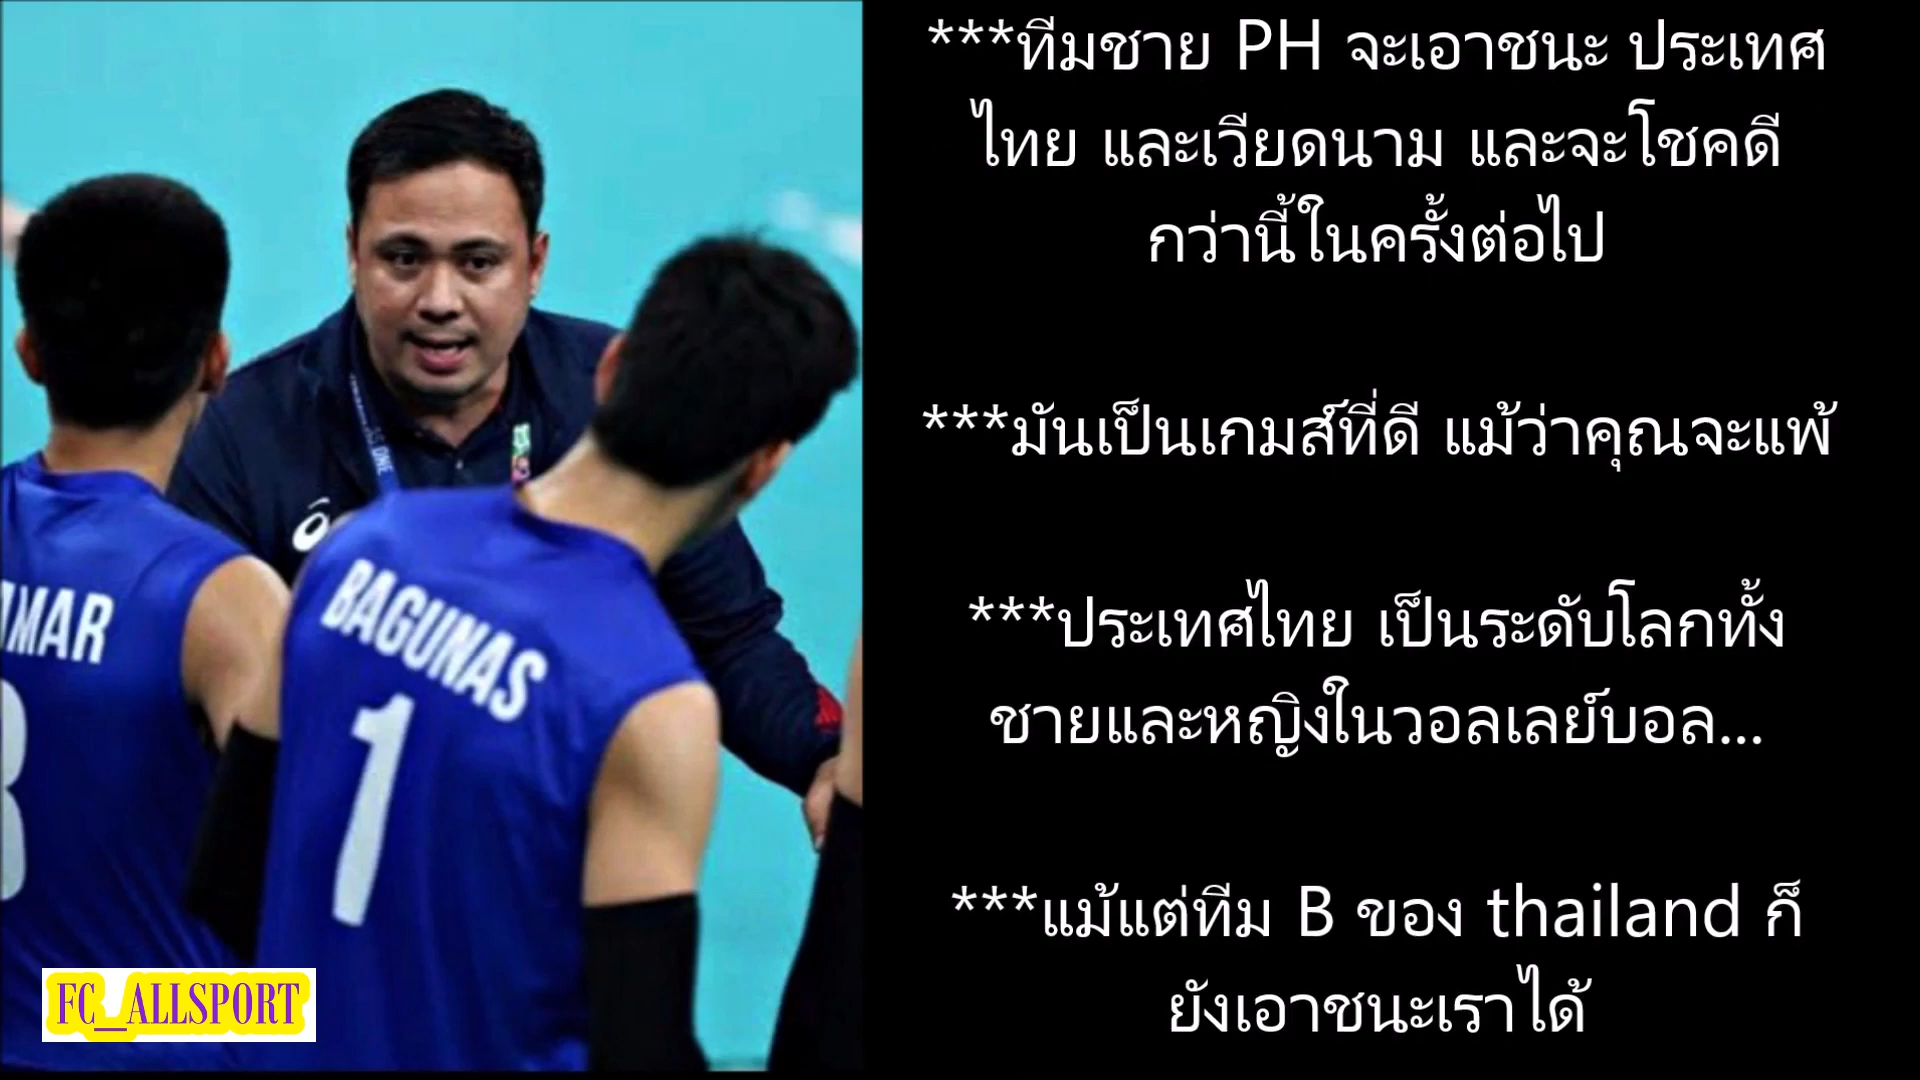 ***ทีมชาย PH จะเอาชนะ ประเทศ
ไทย และเวียดนาม และจะโชคดี
กว่านี้ในครั้งต่อไป
***มันเป็นเกมส์ที่ดี แม้ว่าคุณจะแพ้
***ประเทศไทย เป็นระดับโลกทั้ง
ชายและหญิงในวอลเลย์บอล...
***แม้แต่ทีม B ของ thailand ก็
ยังเอาชนะเราได้
BAGUNAS
1
FC_ALLSPORT